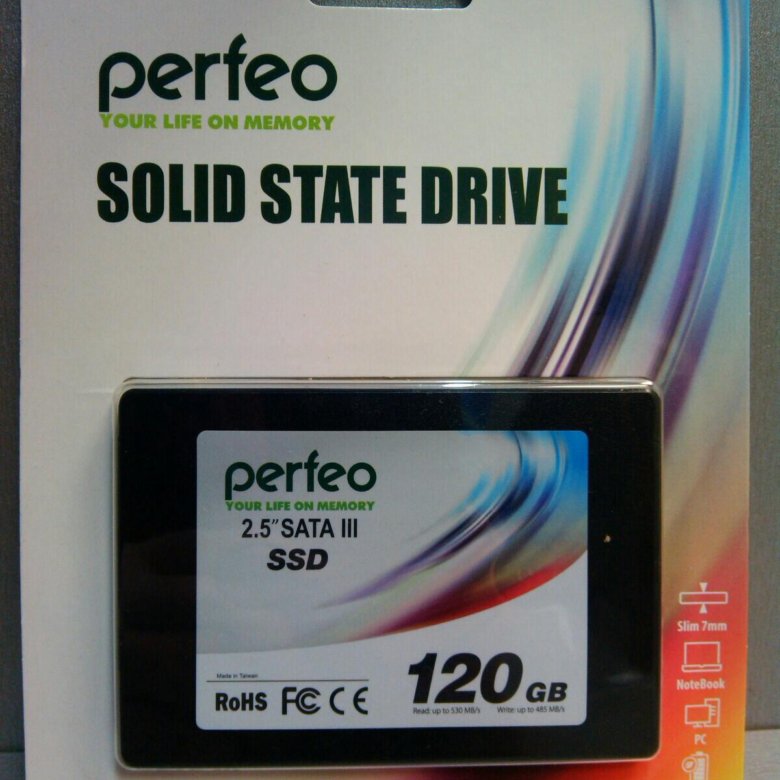 perfeo
YOUR LIFE ON MEMORY
SOLID STATE DRIVE
perfeo
YOUR LIFE ON MEMORY
2.5" SATA III
SSD
Made in Taiwan
RoHS FC CE
120 GB
Read: up to 530 MB/s Write: up to 485 MB/s
Slim 7mm
NoteBook
PC